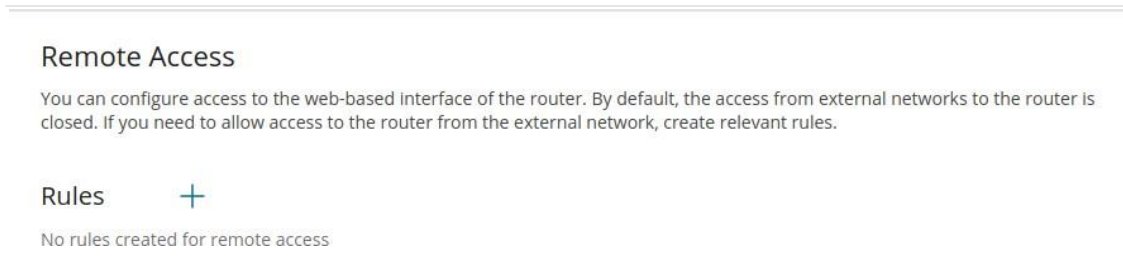 Remote Access
You can configure access to the web-based interface of the router. By default, the access from external networks to the router is
closed. If you need to allow access to the router from the external network, create relevant rules.
Rules +
No rules created for remote access